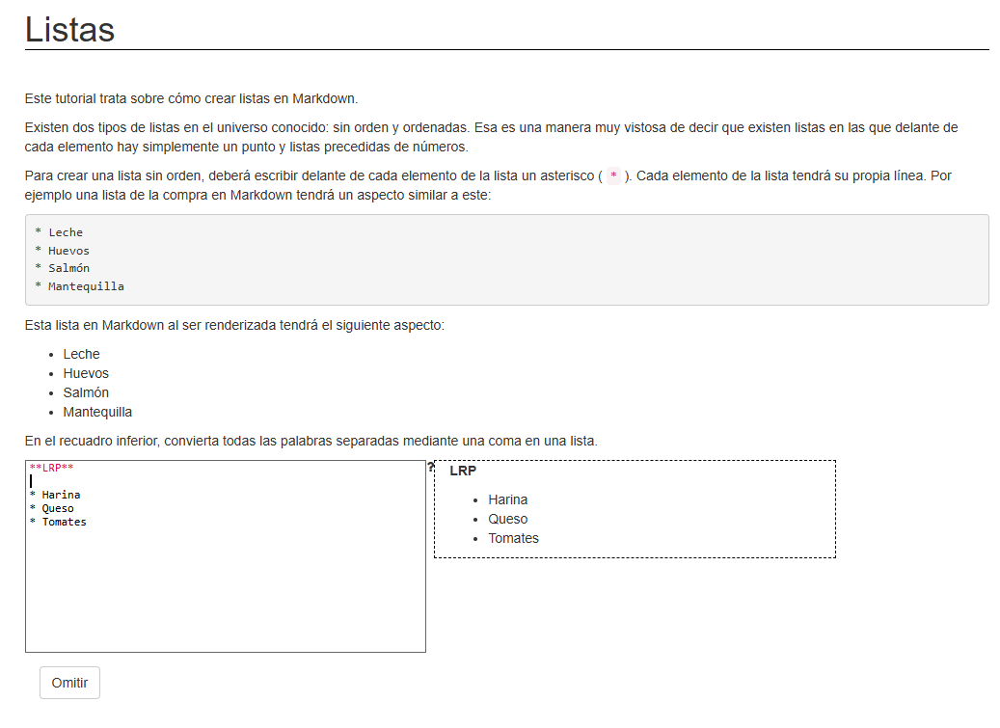 Listas
Este tutorial trata sobre cómo crear listas en Markdown.
Existen dos tipos de listas en el universo conocido: sin orden y ordenadas. Esa es una manera muy vistosa de decir que existen listas en las que delante de
cada elemento hay simplemente un punto y listas precedidas de números.
Para crear una lista sin orden, deberá escribir delante de cada elemento de la lista un asterisco ( * ). Cada elemento de la lista tendrá su propia línea. Por
ejemplo una lista de la compra en Markdown tendrá un aspecto similar a este:
* Leche
* Huevos
* Salmón
* Mantequilla
Esta lista en Markdown al ser renderizada tendrá el siguiente aspecto:
• Leche
• Huevos
• Salmón
• Mantequilla
En el recuadro inferior, convierta todas las palabras separadas mediante una coma en una lista.
**LRP**
* Harina
* Queso
* Tomates
?
LRP
• Harina
• Queso
• Tomates
Omitir